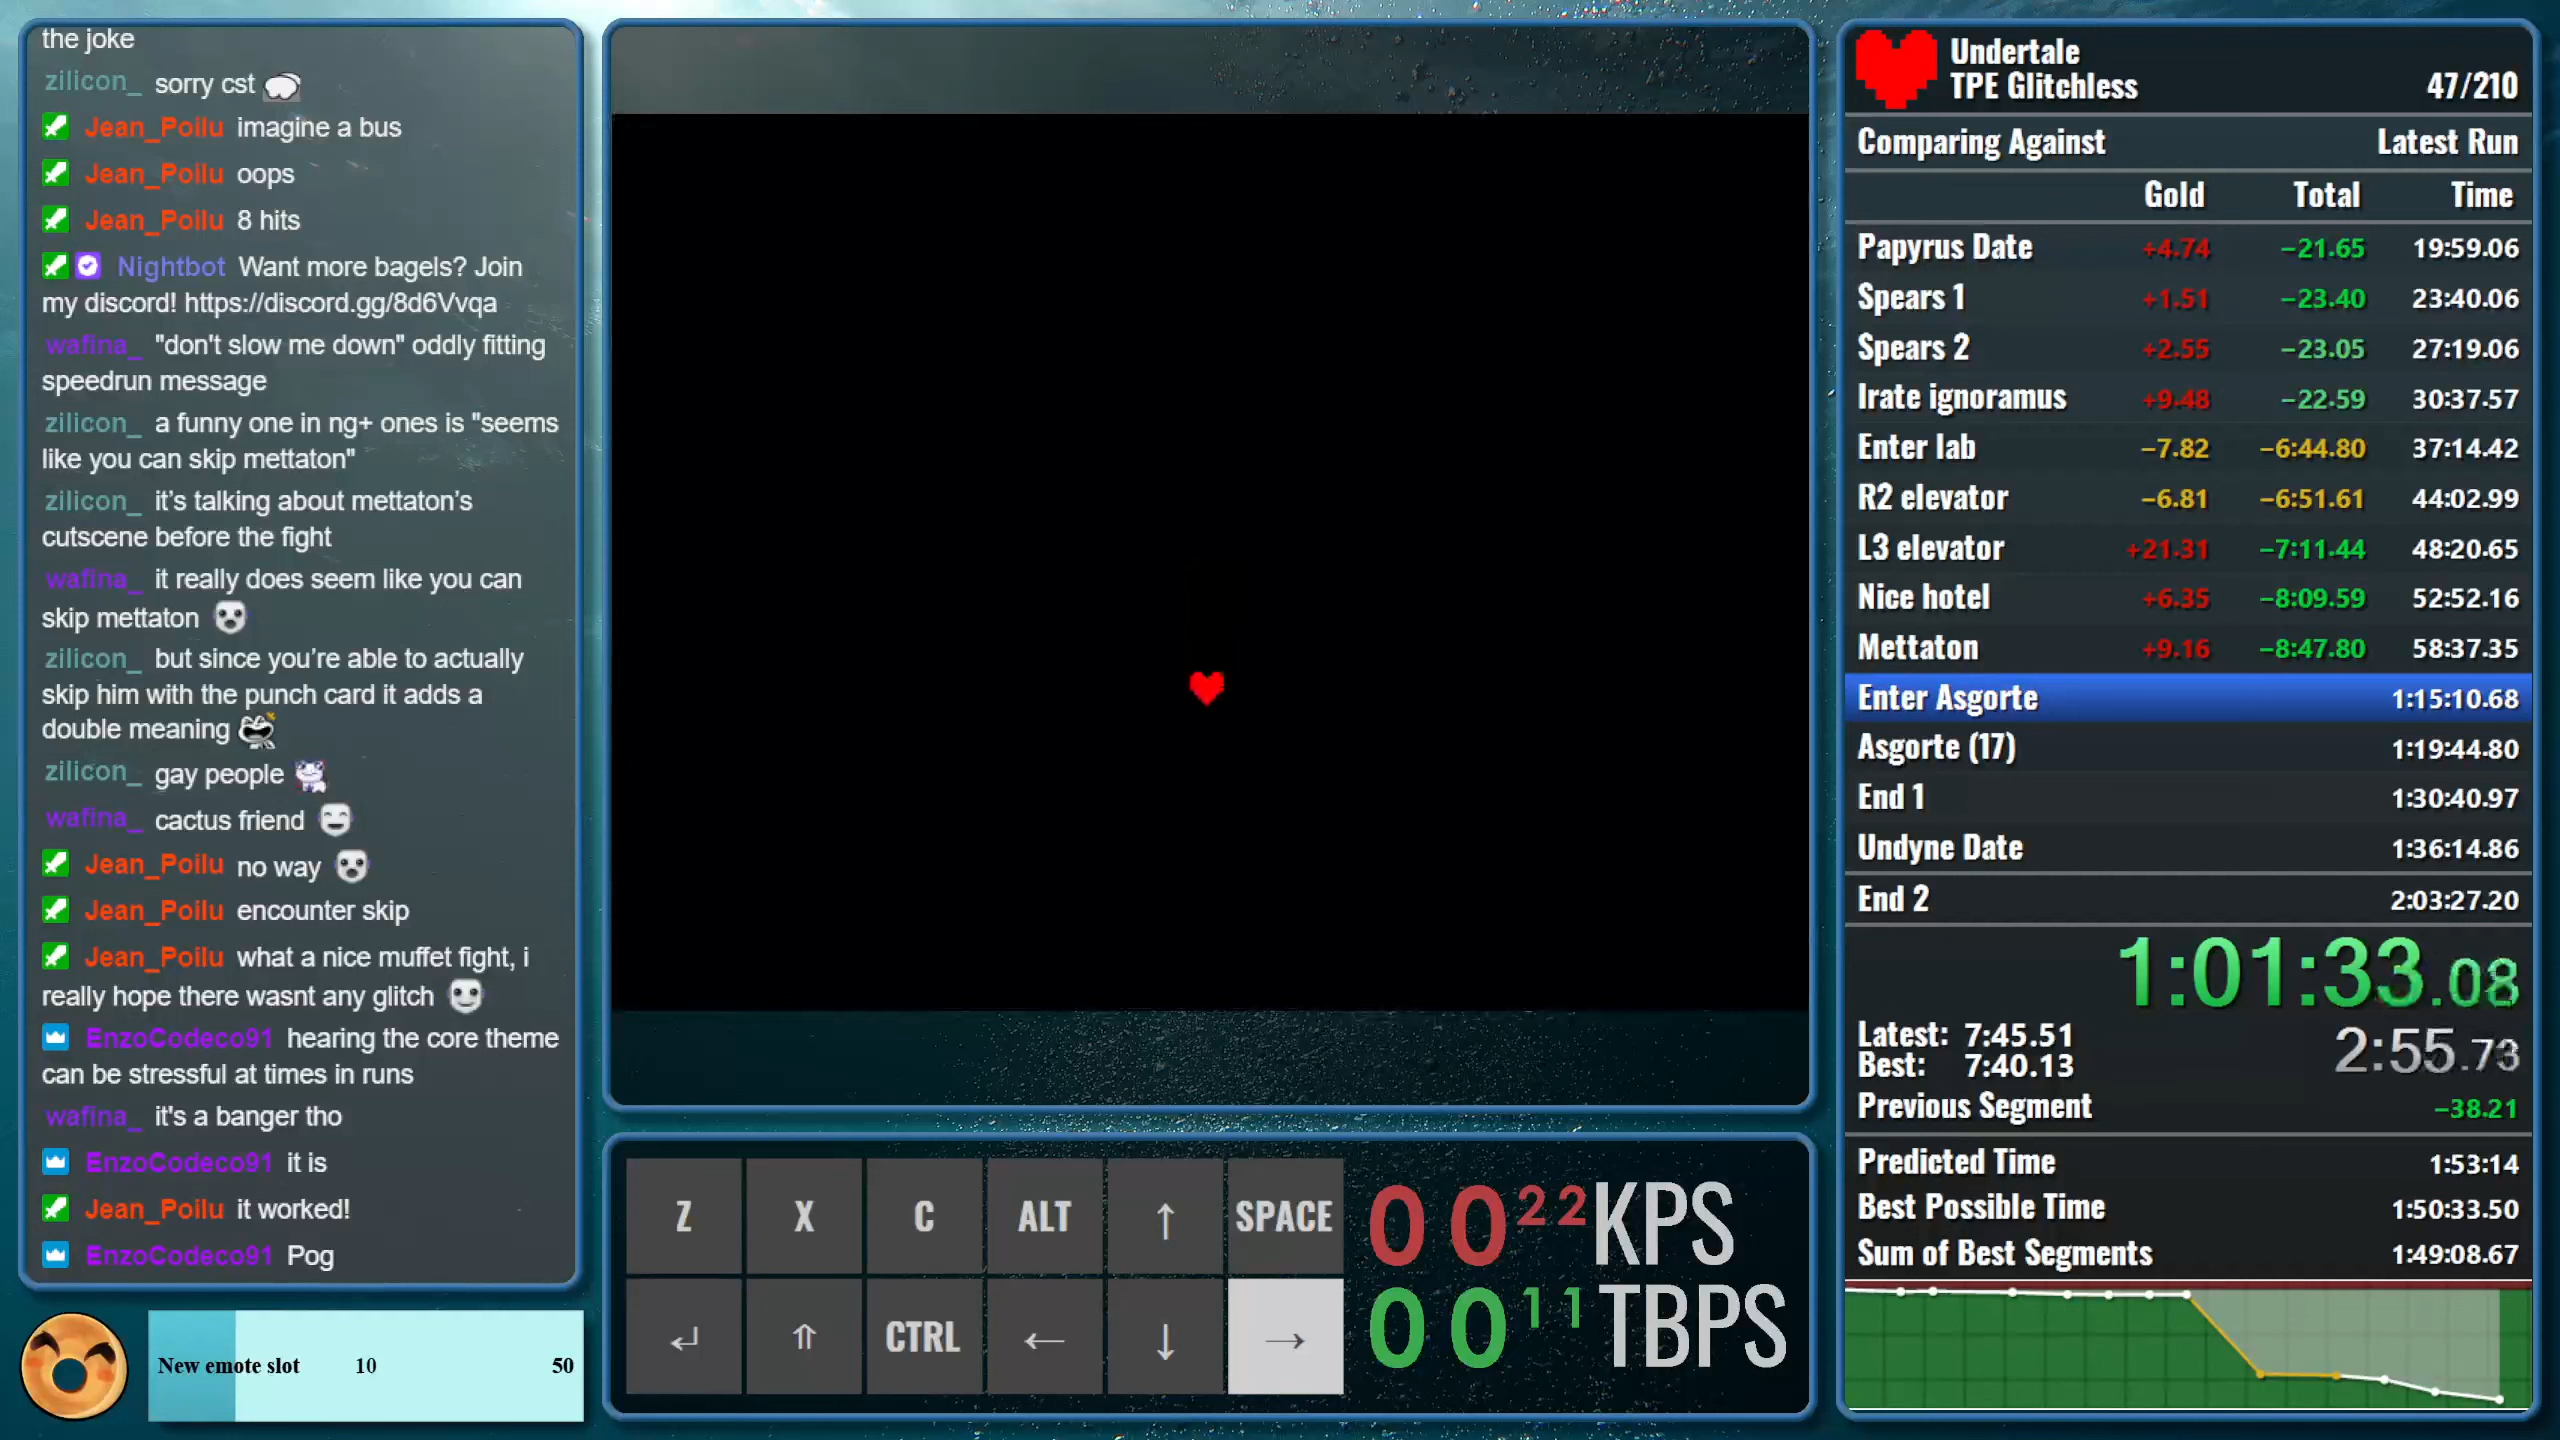 the joke
zilicon_ sorry cst
Jean_Poilu imagine a bus
Jean_Poilu oops
Jean_Poilu 8 hits
Nightbot Want more bagels? Join
my discord! https://discord.gg/8d6Vvqa
wafina_ "don't slow me down" oddly fitting
speedrun message
zilicon_ a funny one in ng+ ones is "seems
like you can skip mettaton"
zilicon_ it's talking about mettaton's
cutscene before the fight
wafina_ it really does seem like you can
skip mettaton
zilicon_ but since you're able to actually
skip him with the punch card it adds a
double meaning
zilicon_ gay people
wafina_ cactus friend
Jean_Poilu no way
Jean_Poilu encounter skip
Jean_Poilu what a nice muffet fight, i
really hope there wasnt any glitch
EnzoCodeco91 hearing the core theme
can be stressful at times in runs
wafina_ it's a banger tho
EnzoCodeco91 it is
Jean_Poilu it worked!
EnzoCodeco91 Pog
New emote slot 10 50
Z X C ALT ↑ SPACE
↵ ⇑ CTRL ← ↓ →
00 22 KPS
00 11 TBPS
Undertale
TPE Glitchless 47/210
Comparing Against Latest Run
Gold Total Time
Papyrus Date +4.74 −21.65 19:59.06
Spears 1 +1.51 −23.40 23:40.06
Spears 2 +2.55 −23.05 27:19.06
Irate ignoramus +9.48 −22.59 30:37.57
Enter lab −7.82 −6:44.80 37:14.42
R2 elevator −6.81 −6:51.61 44:02.99
L3 elevator +21.31 −7:11.44 48:20.65
Nice hotel +6.35 −8:09.59 52:52.16
Mettaton +9.16 −8:47.80 58:37.35
Enter Asgorte 1:15:10.68
Asgorte (17) 1:19:44.80
End 1 1:30:40.97
Undyne Date 1:36:14.86
End 2 2:03:27.20
1:01:33.08
Latest: 7:45.51
Best: 7:40.13
2:55.73
Previous Segment −38.21
Predicted Time 1:53:14
Best Possible Time 1:50:33.50
Sum of Best Segments 1:49:08.67